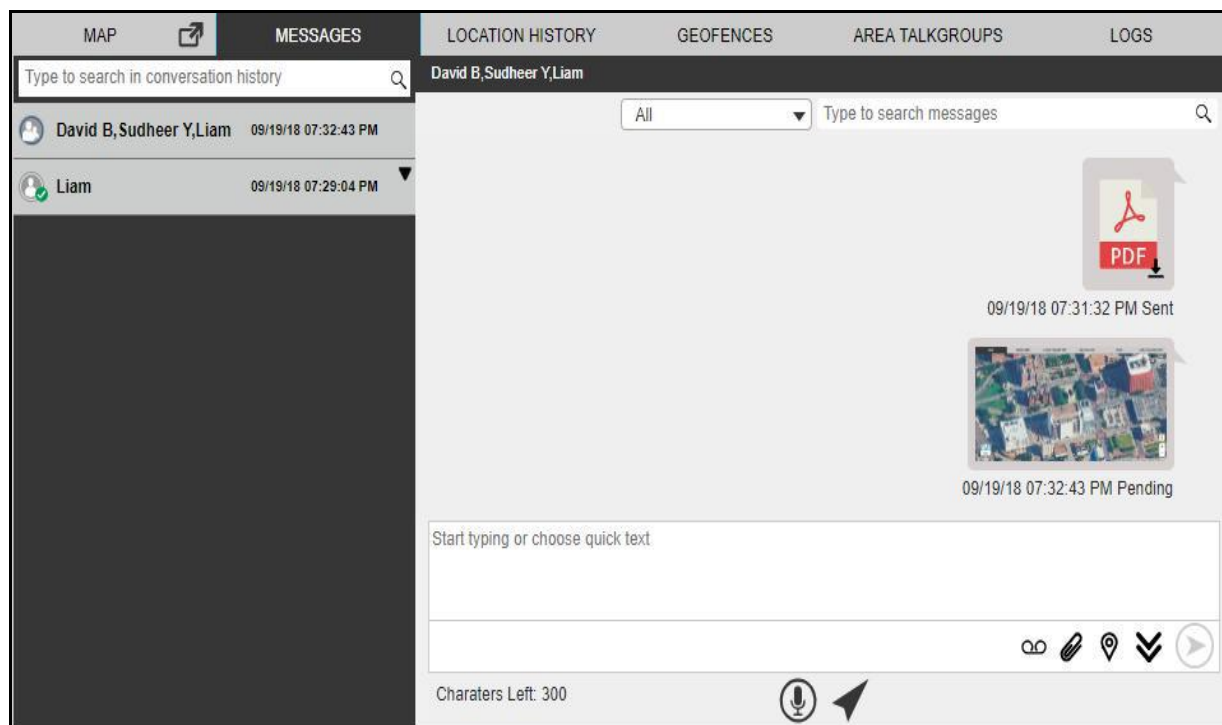 MAP
MESSAGES
LOCATION HISTORY
GEOFENCES
AREA TALKGROUPS
LOGS
Type to search in conversation history
David B,Sudheer Y,Liam 09/19/18 07:32:43 PM
Liam 09/19/18 07:29:04 PM
David B,Sudheer Y,Liam
All
Type to search messages
PDF
09/19/18 07:31:32 PM Sent
09/19/18 07:32:43 PM Pending
Start typing or choose quick text
Charaters Left: 300